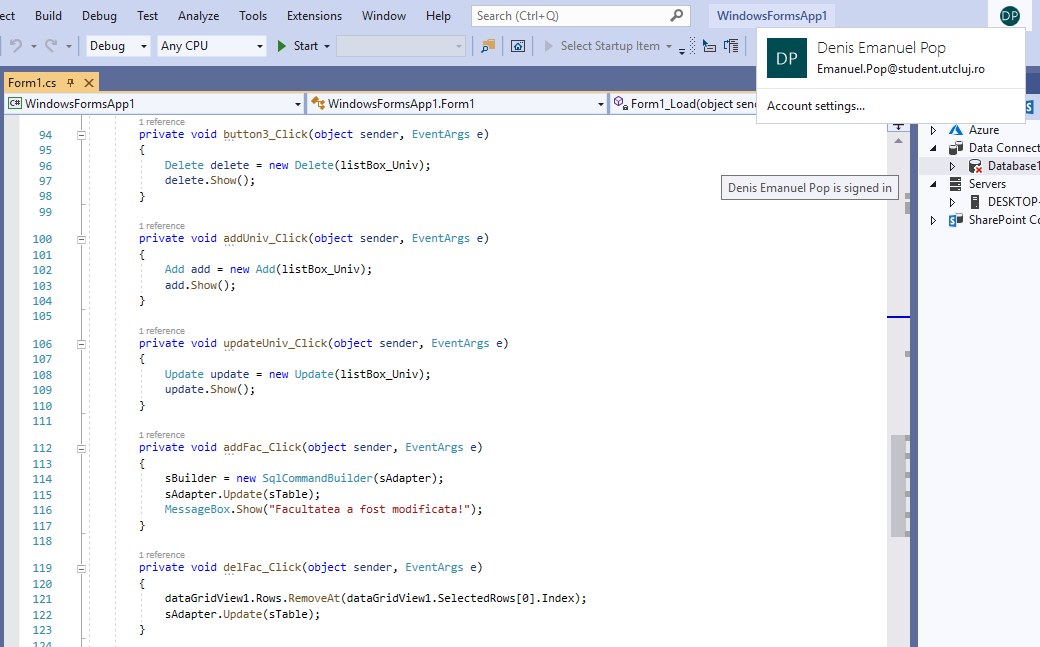 ect Build Debug Test Analyze Tools Extensions Window Help Search (Ctrl+Q) WindowsFormsApp1 DP
Debug Any CPU Start Select Startup Item
DP Denis Emanuel Pop
Emanuel.Pop@student.utcluj.ro
Account settings...
Form1.cs
C# WindowsFormsApp1 WindowsFormsApp1.Form1 Form1_Load(object sen
1 reference
94 private void button3_Click(object sender, EventArgs e)
95 {
96 Delete delete = new Delete(listBox_Univ);
97 delete.Show();
98 }
99
1 reference
100 private void addUniv_Click(object sender, EventArgs e)
101 {
102 Add add = new Add(listBox_Univ);
103 add.Show();
104 }
105
1 reference
106 private void updateUniv_Click(object sender, EventArgs e)
107 {
108 Update update = new Update(listBox_Univ);
109 update.Show();
110 }
111
1 reference
112 private void addFac_Click(object sender, EventArgs e)
113 {
114 sBuilder = new SqlCommandBuilder(sAdapter);
115 sAdapter.Update(sTable);
116 MessageBox.Show("Facultatea a fost modificata!");
117 }
118
1 reference
119 private void delFac_Click(object sender, EventArgs e)
120 {
121 dataGridView1.Rows.RemoveAt(dataGridView1.SelectedRows[0].Index);
122 sAdapter.Update(sTable);
123 }
124
Denis Emanuel Pop is signed in
Azure
Data Connect
Database1
Servers
DESKTOP-
SharePoint Co